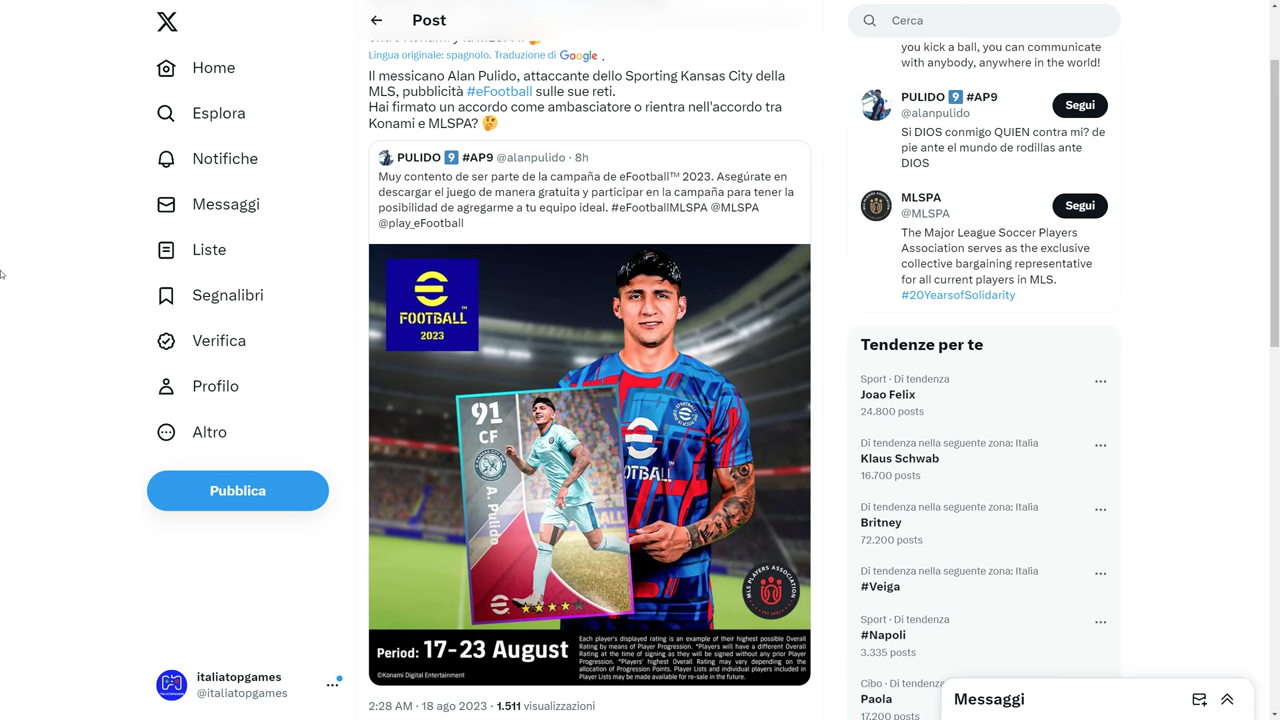 Post
Lingua originale: spagnolo. Traduzione di Google .
Il messicano Alan Pulido, attaccante dello Sporting Kansas City della
MLS, pubblicità #eFootball sulle sue reti.
Hai firmato un accordo come ambasciatore o rientra nell'accordo tra
Konami e MLSPA? 🤔
PULIDO 9️⃣ #AP9 @alanpulido · 8h
Muy contento de ser parte de la campaña de eFootball™ 2023. Asegúrate en
descargar el juego de manera gratuita y participar en la campaña para tener la
posibilidad de agregarme a tu equipo ideal. #eFootballMLSPA @MLSPA
@play_eFootball
FOOTBALL™
2023
91
CF
A. Pulido
OTBALL™
MLS PLAYERS ASSOCIATION
Period: 17-23 August
©Konami Digital Entertainment
Each player's displayed rating is an example of their highest possible Overall
Rating by means of Player Progression. *Players will have a different Overall
Rating at the time of signing as they will be signed without any prior Player
Progression. *Players' highest Overall Rating may vary depending on the
allocation of Progression Points. Player Lists and individual players included in
Player Lists may be made available for re-sale in the future.
2:28 AM · 18 ago 2023 · 1.511 visualizzazioni
Home
Esplora
Notifiche
Messaggi
Liste
Segnalibri
Verifica
Profilo
Altro
Pubblica
italiatopgames
@italiatopgames
Cerca
you kick a ball, you can communicate
with anybody, anywhere in the world!
PULIDO 9️⃣ #AP9
@alanpulido
Segui
Si DIOS conmigo QUIEN contra mi? de
pie ante el mundo de rodillas ante
DIOS
MLSPA
@MLSPA
Segui
The Major League Soccer Players
Association serves as the exclusive
collective bargaining representative
for all current players in MLS.
#20YearsofSolidarity
Tendenze per te
Sport · Di tendenza
Joao Felix
24.800 posts
Di tendenza nella seguente zona: Italia
Klaus Schwab
16.700 posts
Di tendenza nella seguente zona: Italia
Britney
72.200 posts
Di tendenza nella seguente zona: Italia
#Veiga
Sport · Di tendenza
#Napoli
3.335 posts
Cibo · Di tendenza
Paola
17.200 posts
Messaggi